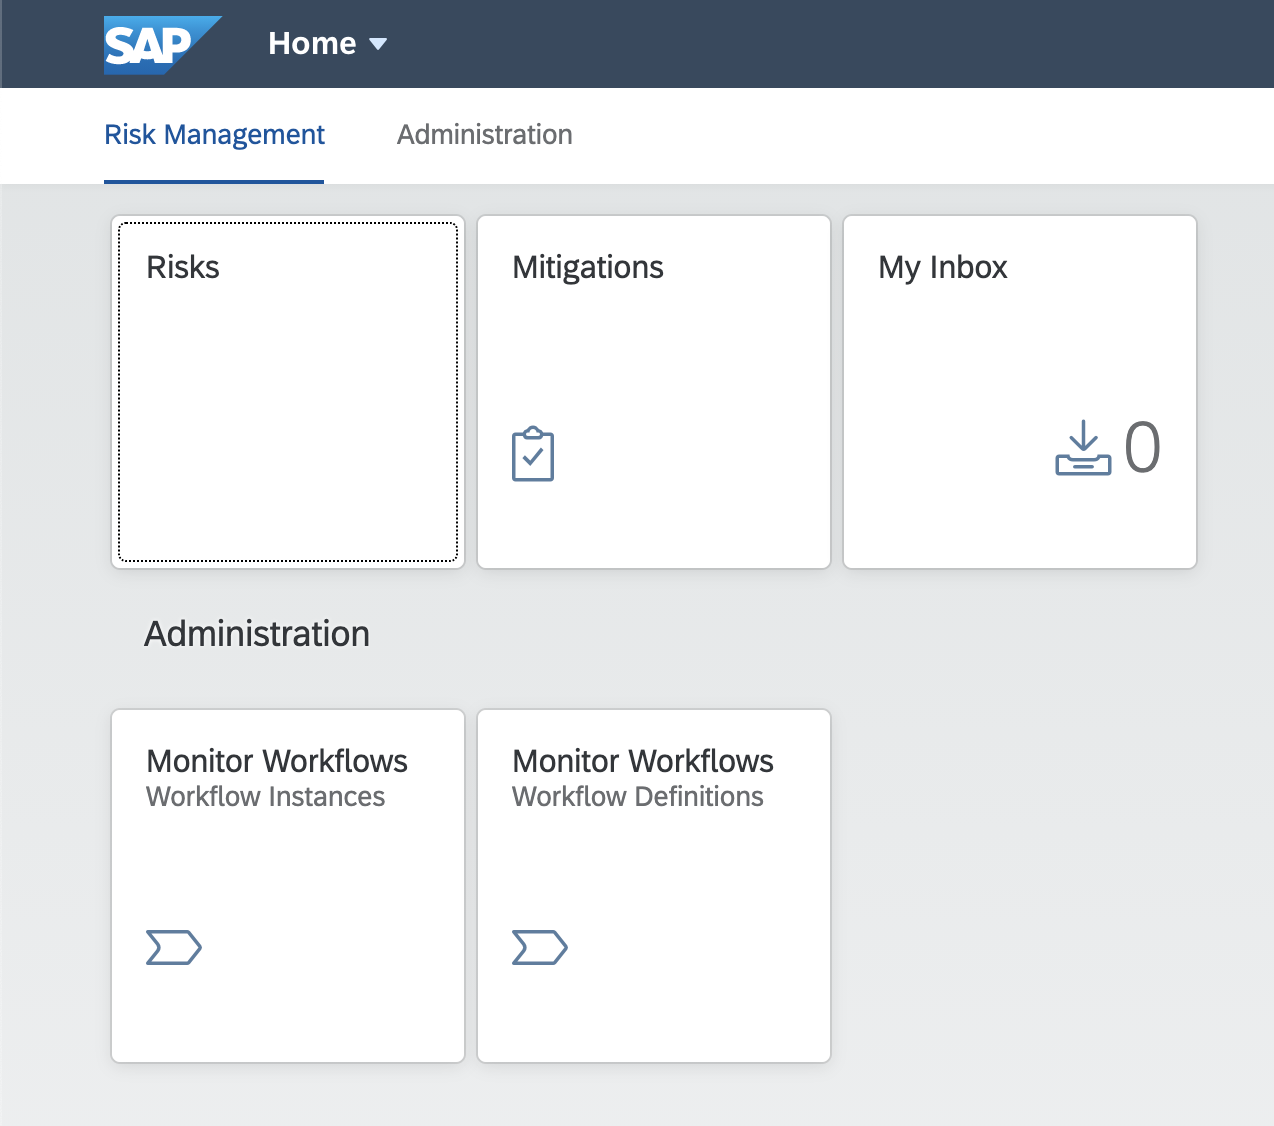 SAP
Home
Risk Management
Administration
Risks
Mitigations
My Inbox
0
Administration
Monitor Workflows
Workflow Instances
Monitor Workflows
Workflow Definitions